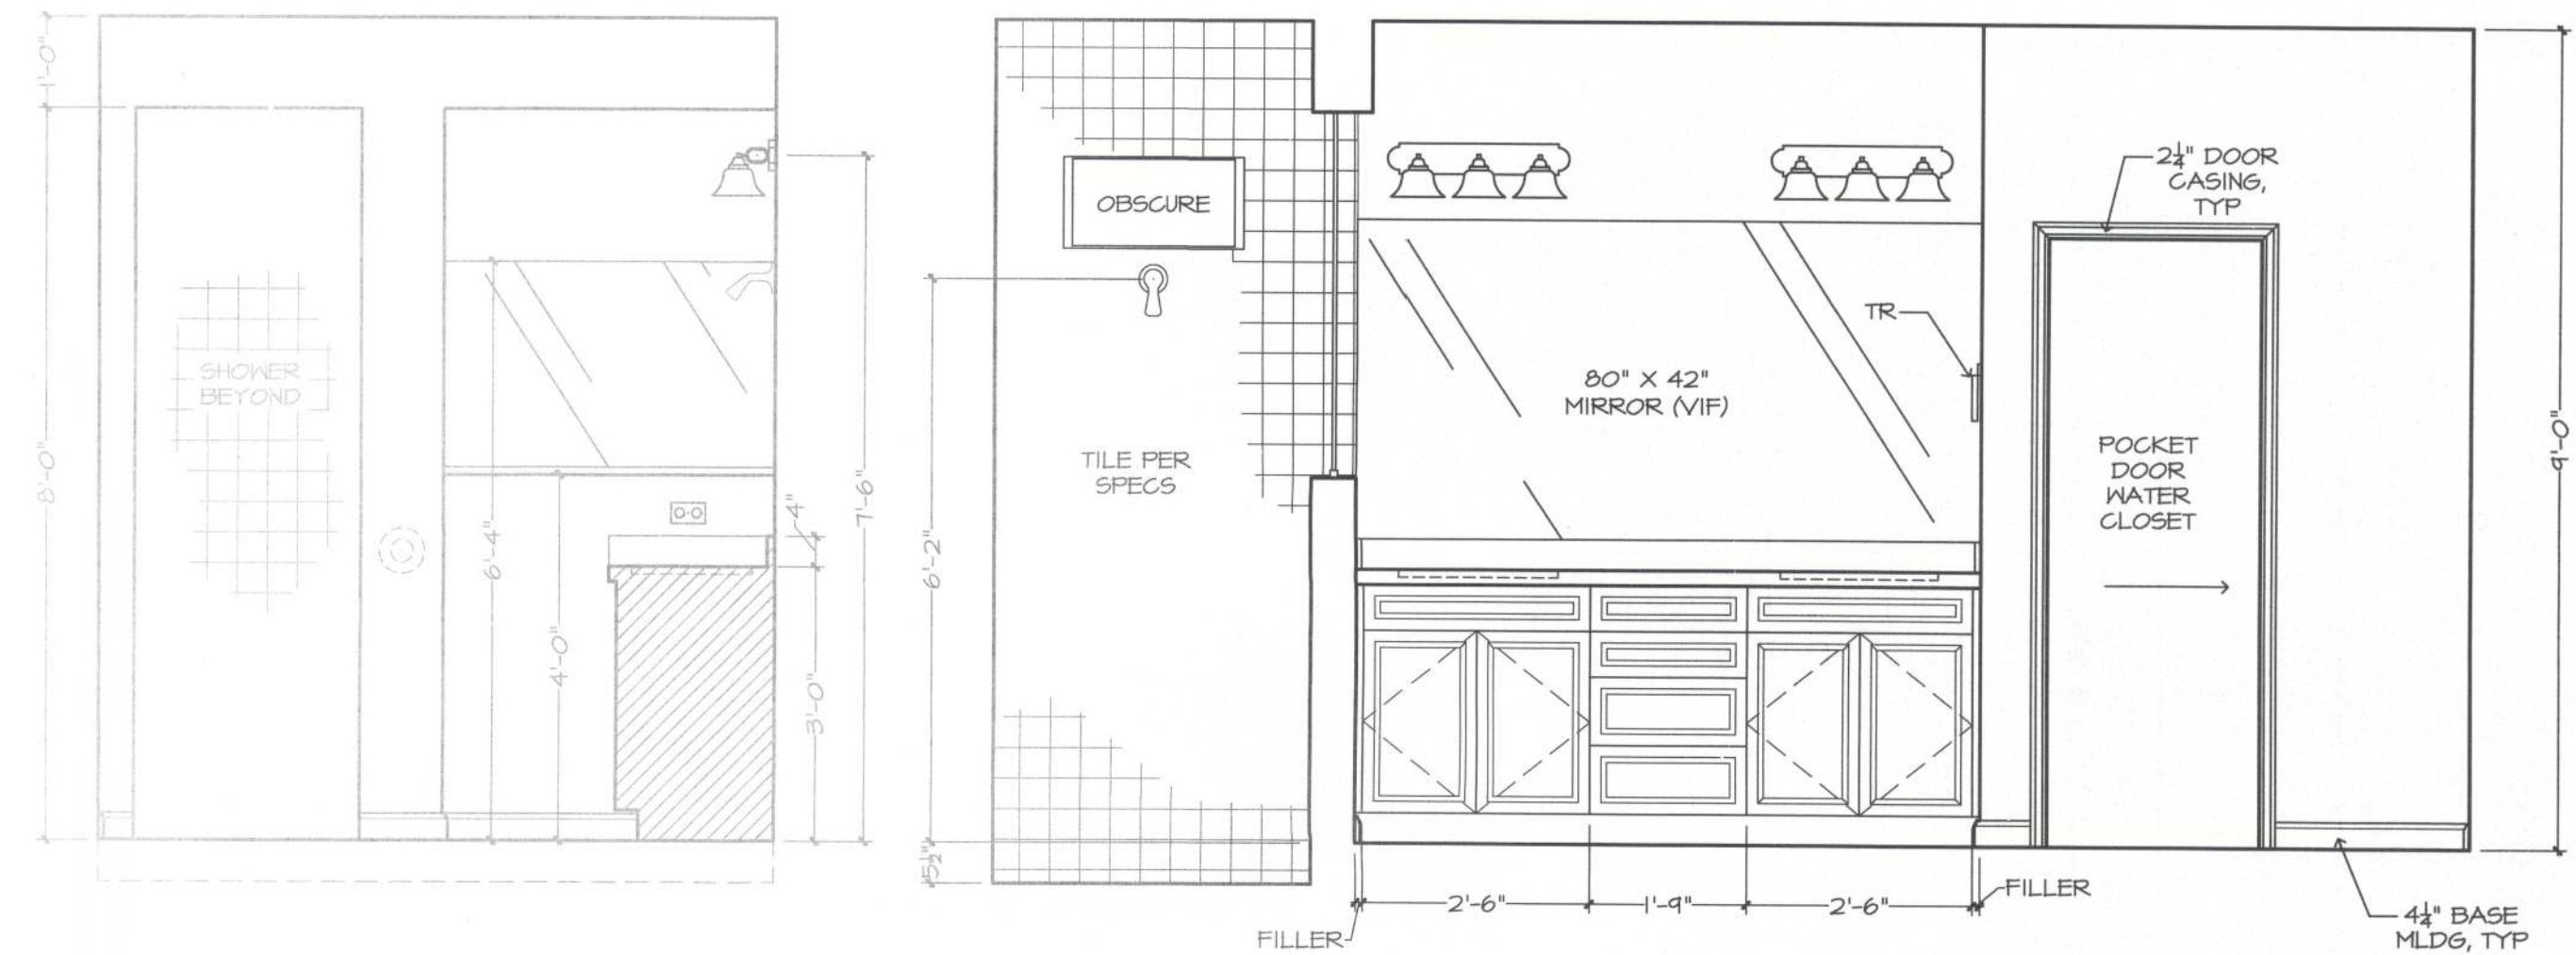 1'-0"
8'-0"
SHOWER
BEYOND
6'-4"
4'-0"
4"
3'-0"
7'-6"
6'-2"
5½"
OBSCURE
TILE PER
SPECS
80" X 42"
MIRROR (VIF)
TR
2¼" DOOR
CASING,
TYP
POCKET
DOOR
WATER
CLOSET
9'-0"
2'-6"
1'-9"
2'-6"
FILLER
FILLER
4¼" BASE
MLDG, TYP